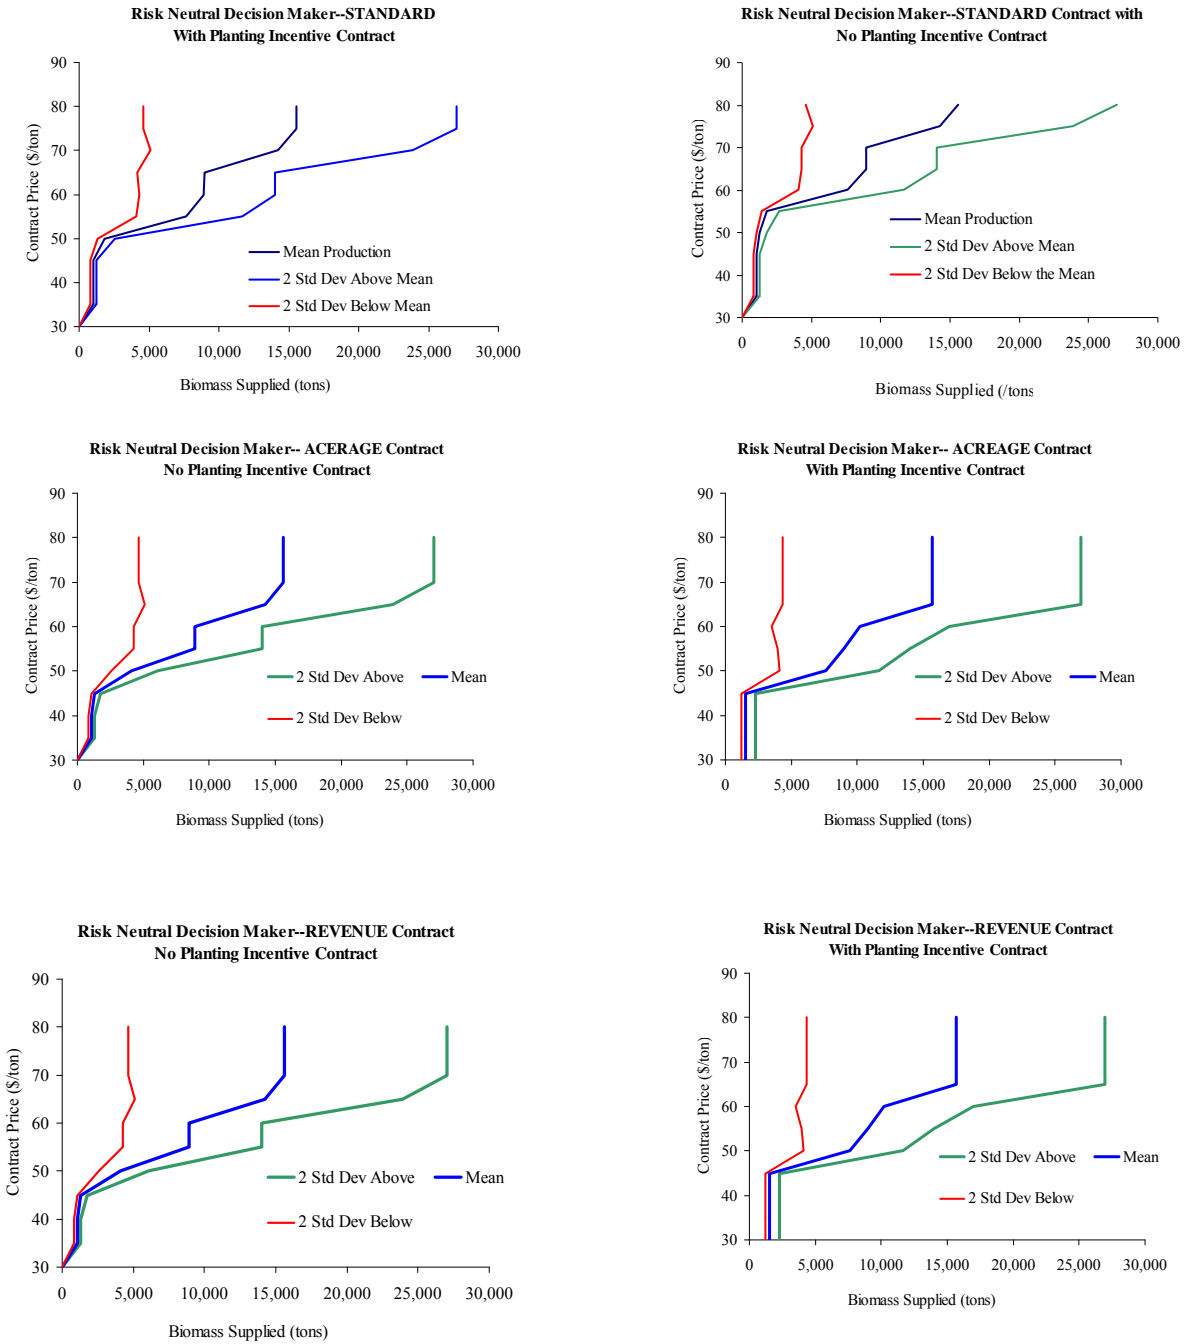 Risk Neutral Decision Maker--STANDARD
With Planting Incentive Contract
90
80
70
60
50
40
30
Contract Price ($/ton)
Mean Production
2 Std Dev Above Mean
2 Std Dev Below Mean
0 5,000 10,000 15,000 20,000 25,000 30,000
Biomass Supplied (tons)
Risk Neutral Decision Maker--STANDARD Contract with
No Planting Incentive Contract
90
80
70
60
50
40
30
Contract Price ($/ton)
Mean Production
2 Std Dev Above Mean
2 Std Dev Below the Mean
0 5,000 10,000 15,000 20,000 25,000 30,000
Biomass Supplied (/tons
Risk Neutral Decision Maker-- ACERAGE Contract
No Planting Incentive Contract
90
80
70
60
50
40
30
Contract Price ($/ton)
2 Std Dev Above Mean
2 Std Dev Below
0 5,000 10,000 15,000 20,000 25,000 30,000
Biomass Supplied (tons)
Risk Neutral Decision Maker-- ACREAGE Contract
With Planting Incentive Contract
90
80
70
60
50
40
30
Contract Price ($/ton)
2 Std Dev Above Mean
2 Std Dev Below
0 5,000 10,000 15,000 20,000 25,000 30,000
Biomass Supplied (tons)
Risk Neutral Decision Maker--REVENUE Contract
No Planting Incentive Contract
90
80
70
60
50
40
30
Contract Price ($/ton)
2 Std Dev Above Mean
2 Std Dev Below
0 5,000 10,000 15,000 20,000 25,000 30,000
Biomass Supplied (tons)
Risk Neutral Decision Maker--REVENUE Contract
With Planting Incentive Contract
90
80
70
60
50
40
30
Contract Price ($/ton)
2 Std Dev Above Mean
2 Std Dev Below
0 5,000 10,000 15,000 20,000 25,000 30,000
Biomass Supplied (tons)